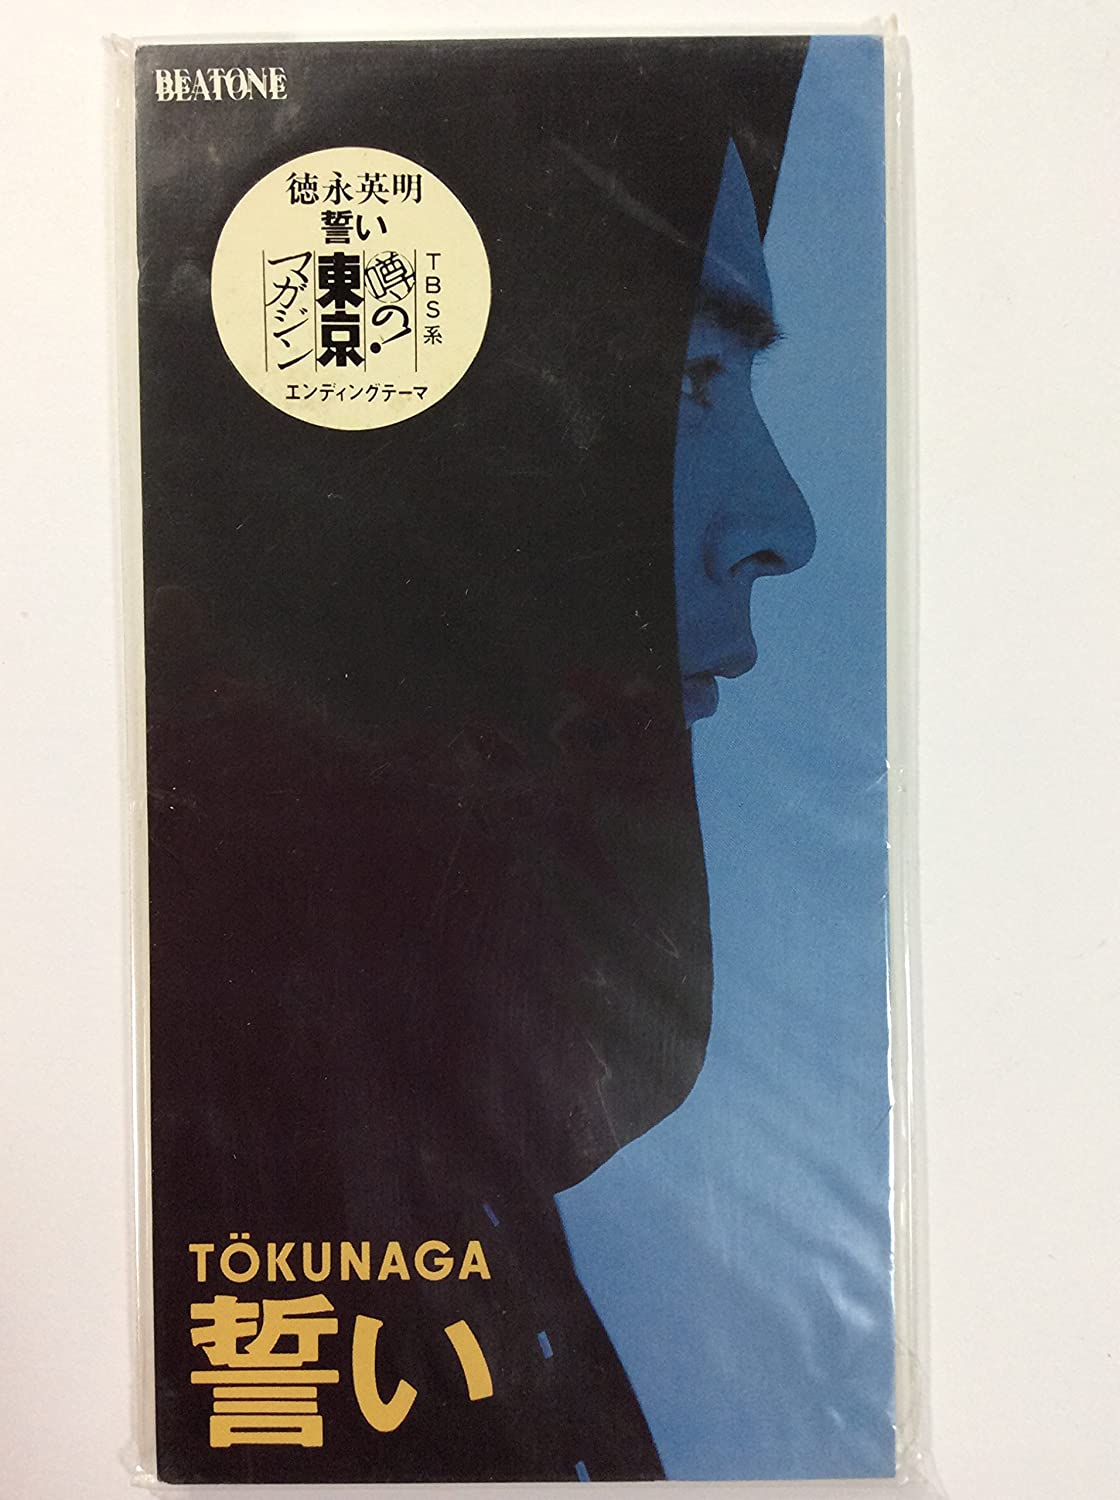 BEATONE
徳永英明
誓い
TBS系
噂の!
東京
マガジン
エンディングテーマ
TÖKUNAGA
誓い